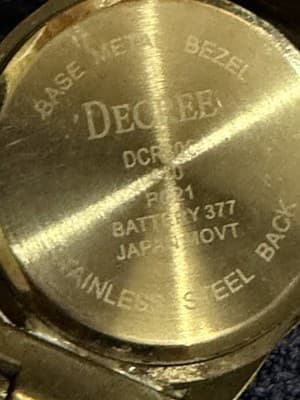 BASE METAL BEZEL
DECREE
BATTERY 377
JAPAN MOVT
STAINLESS STEEL BACK